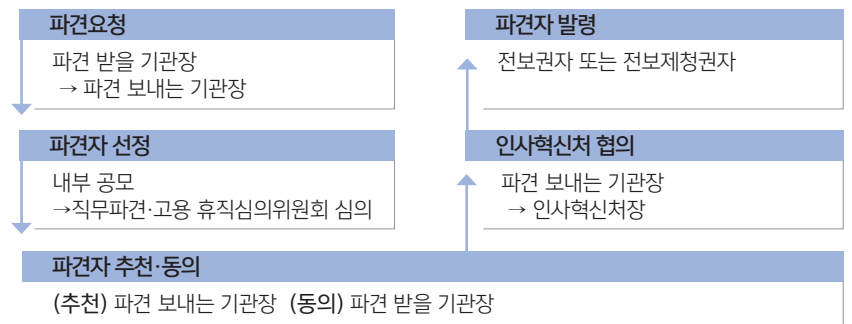 파견요청
파견 받을 기관장
→ 파견 보내는 기관장
파견자 선정
내부 공모
→직무파견·고용 휴직심의위원회 심의
파견자 추천·동의
(추천) 파견 보내는 기관장 (동의) 파견 받을 기관장
인사혁신처 협의
파견 보내는 기관장
→ 인사혁신처장
파견자 발령
전보권자 또는 전보제청권자